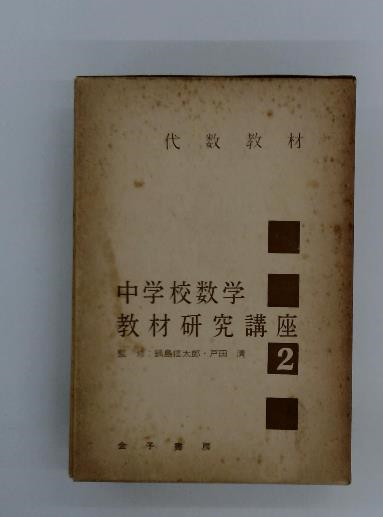 代数教材
中学校数学
教材研究講座
監修：鍋島信太郎・戸田 清
2
金子書房